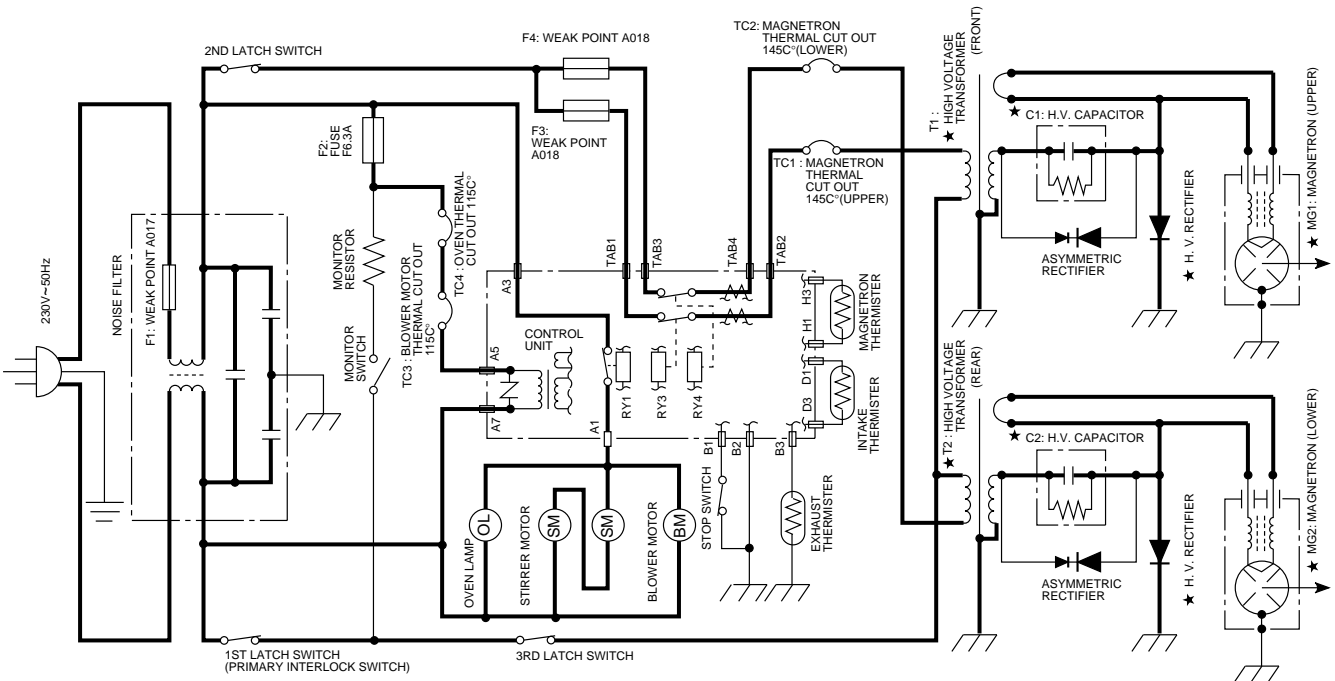 2ND LATCH SWITCH
F4: WEAK POINT A018
TC2: MAGNETRON
THERMAL CUT OUT
145C°(LOWER)
T1 :
★ HIGH VOLTAGE
TRANSFORMER
(FRONT)
★ C1: H.V. CAPACITOR
F2:
FUSE
F6.3A
F3:
WEAK POINT
A018
TC1 : MAGNETRON
THERMAL
CUT OUT
145C°(UPPER)
ASYMMETRIC
RECTIFIER
★ H. V. RECTIFIER
★ MG1: MAGNETRON (UPPER)
230V~50Hz
NOISE FILTER
F1: WEAK POINT A017
MONITOR
RESISTOR
MONITOR
SWITCH
TC4 : OVEN THERMAL
CUT OUT 115C°
TC3 : BLOWER MOTOR
THERMAL CUT OUT
115C°
A3
TAB1
TAB3
TAB4
TAB2
A5
A7
CONTROL
UNIT
RY1
RY3
RY4
A1
H3
H1
D1
D3
MAGNETRON
THERMISTER
INTAKE
THERMISTER
B1
B2
B3
★ T2 : HIGH VOLTAGE
TRANSFORMER
(REAR)
★ C2: H.V. CAPACITOR
ASYMMETRIC
RECTIFIER
★ H. V. RECTIFIER
★ MG2: MAGNETRON (LOWER)
OVEN LAMP
OL
STIRRER MOTOR
SM
SM
BLOWER MOTOR
BM
STOP SWITCH
EXHAUST
THERMISTER
1ST LATCH SWITCH
(PRIMARY INTERLOCK SWITCH)
3RD LATCH SWITCH